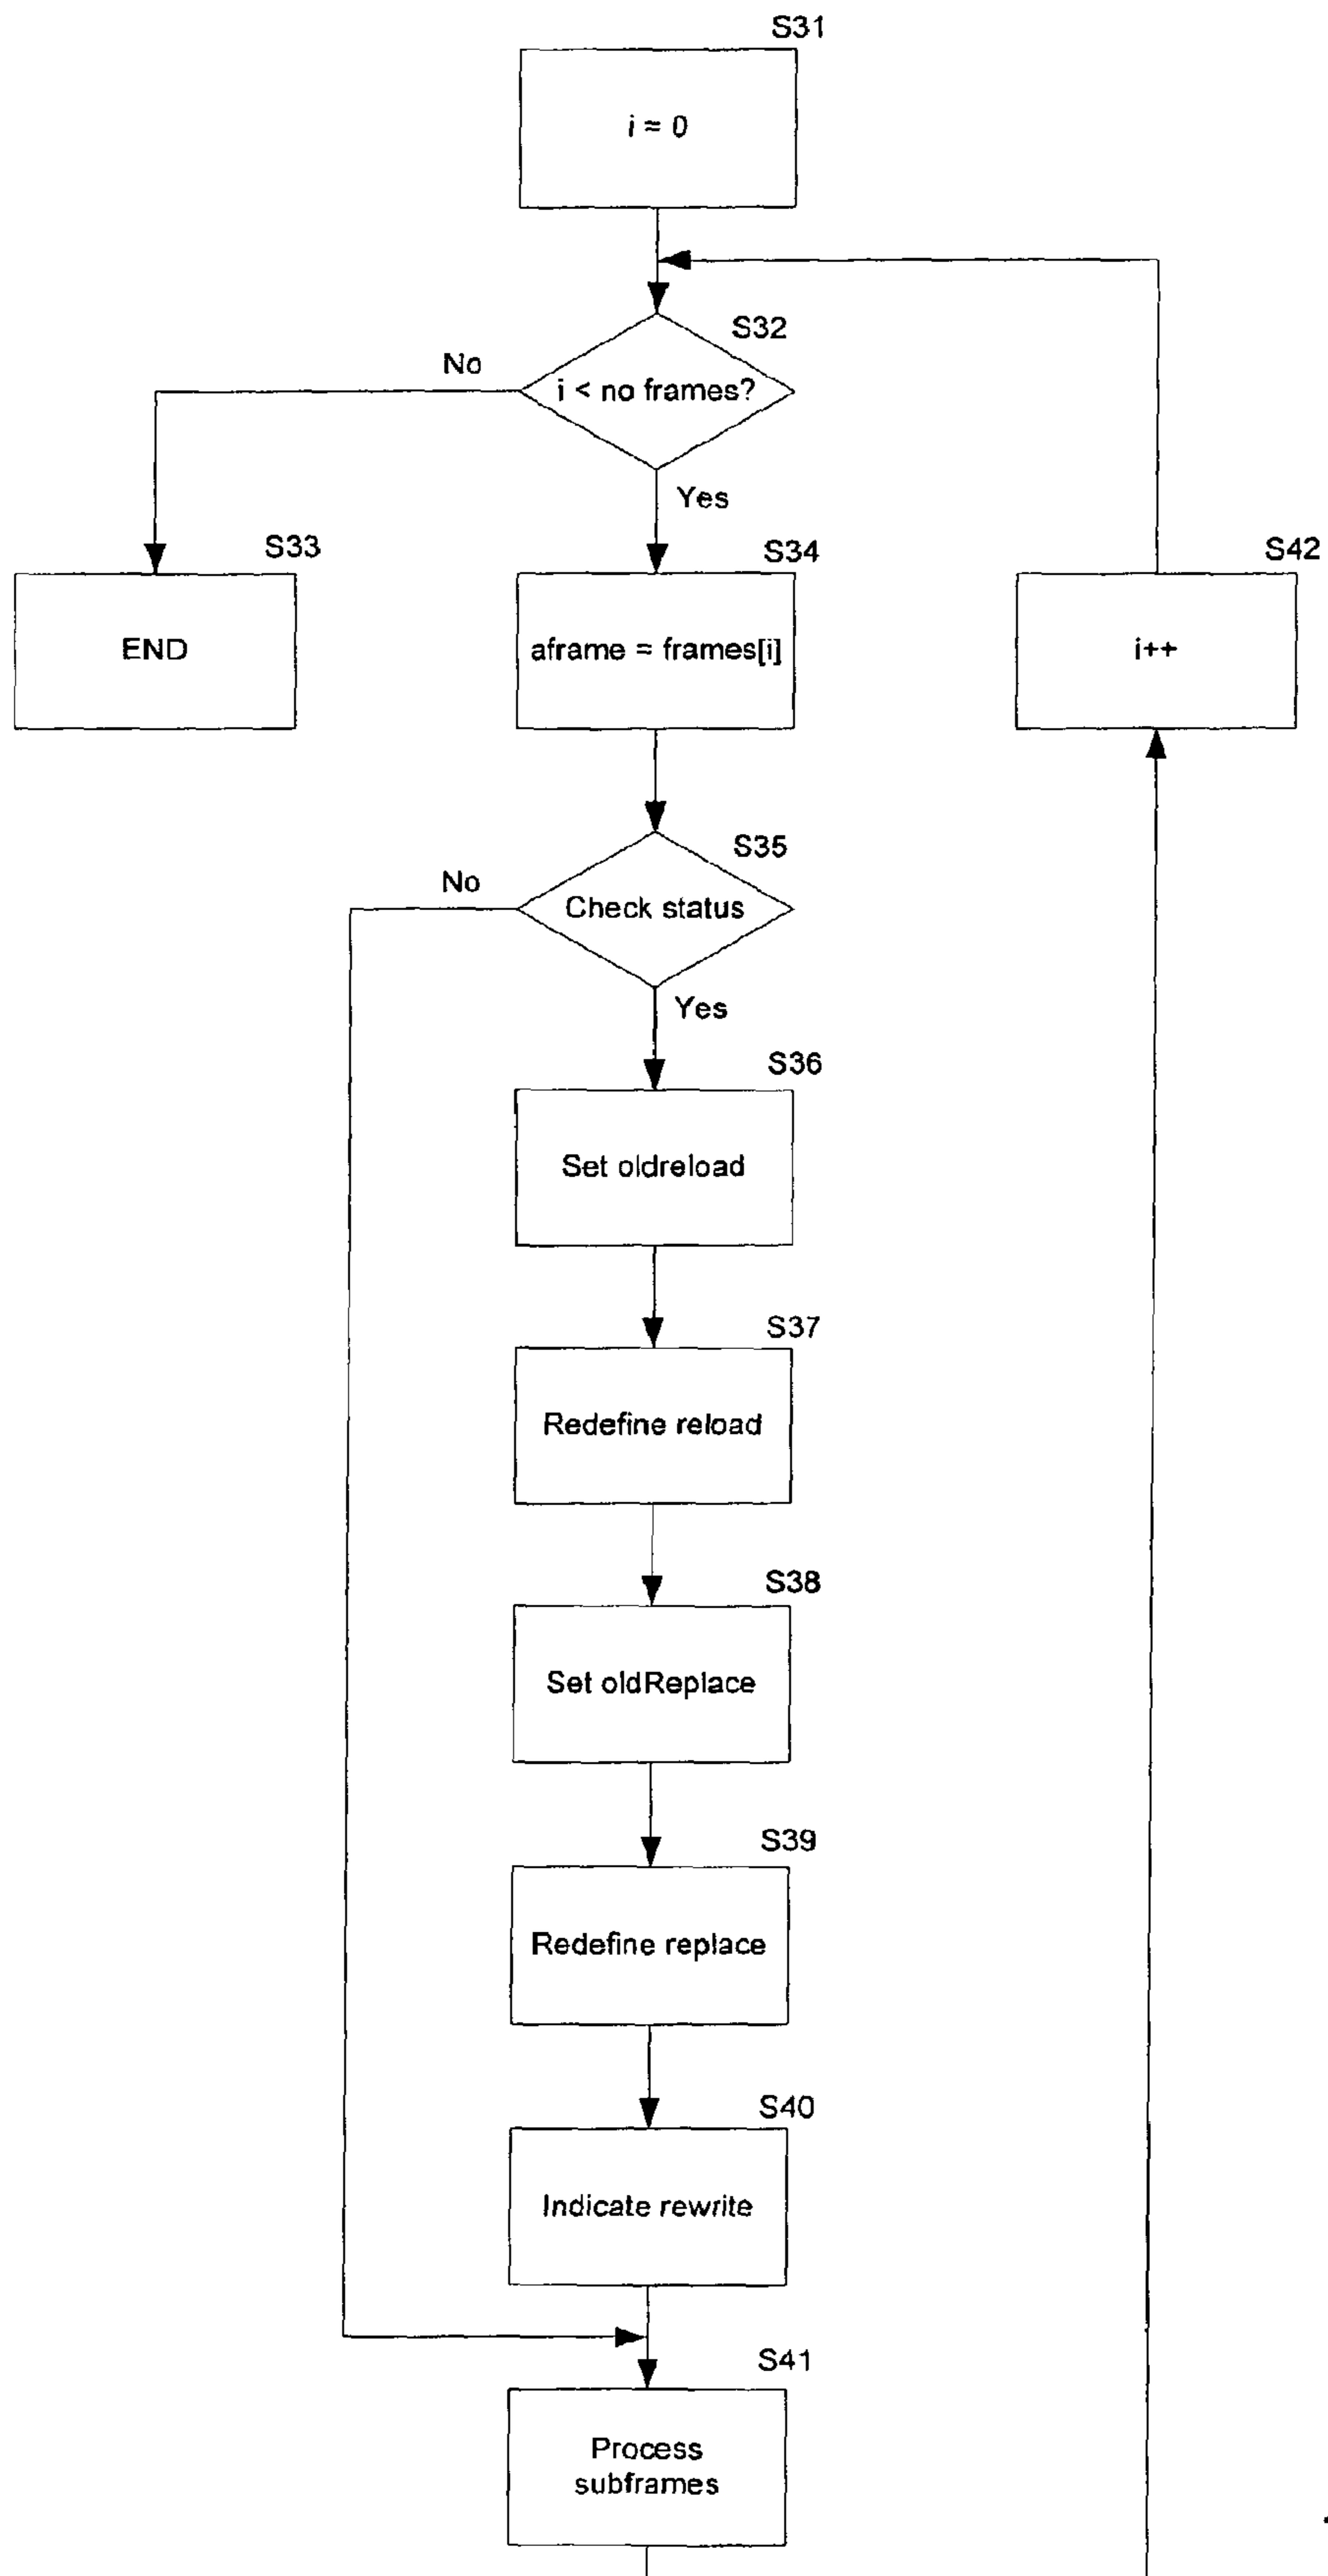 S31
i = 0
S32
No
i < no frames?
Yes
S33
S34
S42
END
aframe = frames[i]
i++
S35
No
Check status
Yes
S36
Set oldreload
S37
Redefine reload
S38
Set oldReplace
S39
Redefine replace
S40
Indicate rewrite
S41
Process
subframes